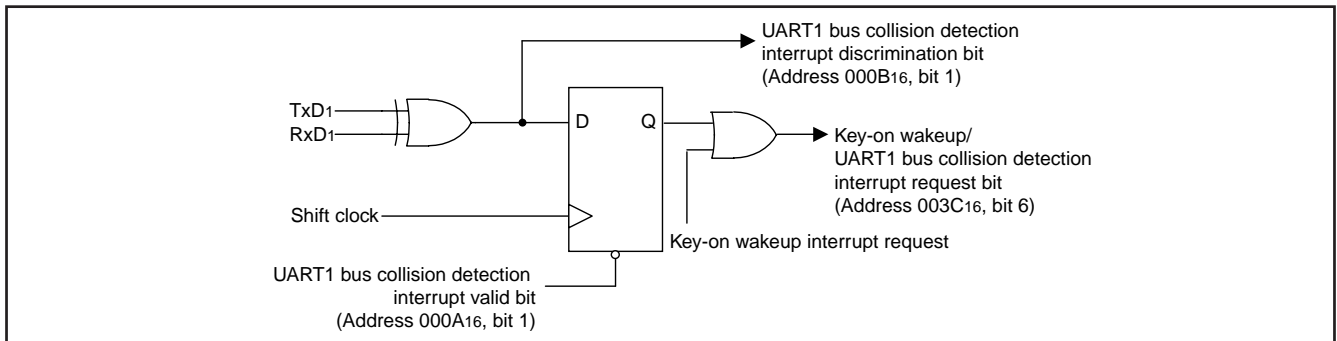 UART1 bus collision detection
interrupt discrimination bit
(Address 000B16, bit 1)
TxD1
RxD1
D
Q
Key-on wakeup/
UART1 bus collision detection
interrupt request bit
(Address 003C16, bit 6)
Shift clock
Key-on wakeup interrupt request
UART1 bus collision detection
interrupt valid bit
(Address 000A16, bit 1)